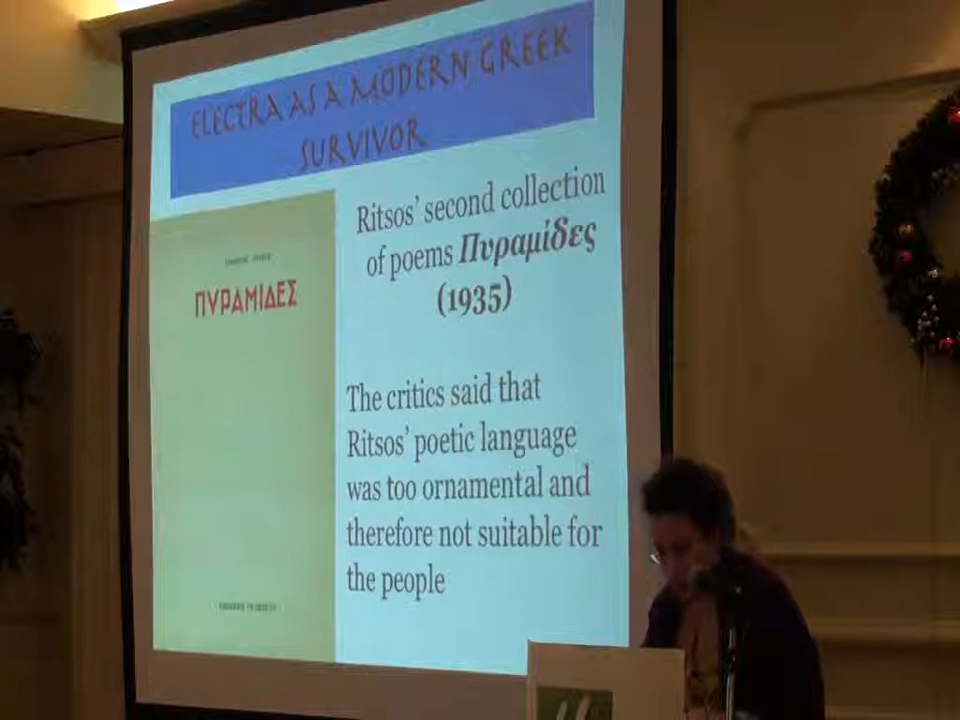 ELECTRA AS A MODERN GREEK
SURVIVOR
ΠΥΡΑΜΙΔΕΣ
Ritsos' second collection
of poems Πυραμίδες
(1935)
The critics said that
Ritsos' poetic language
was too ornamental and
therefore not suitable for
the people